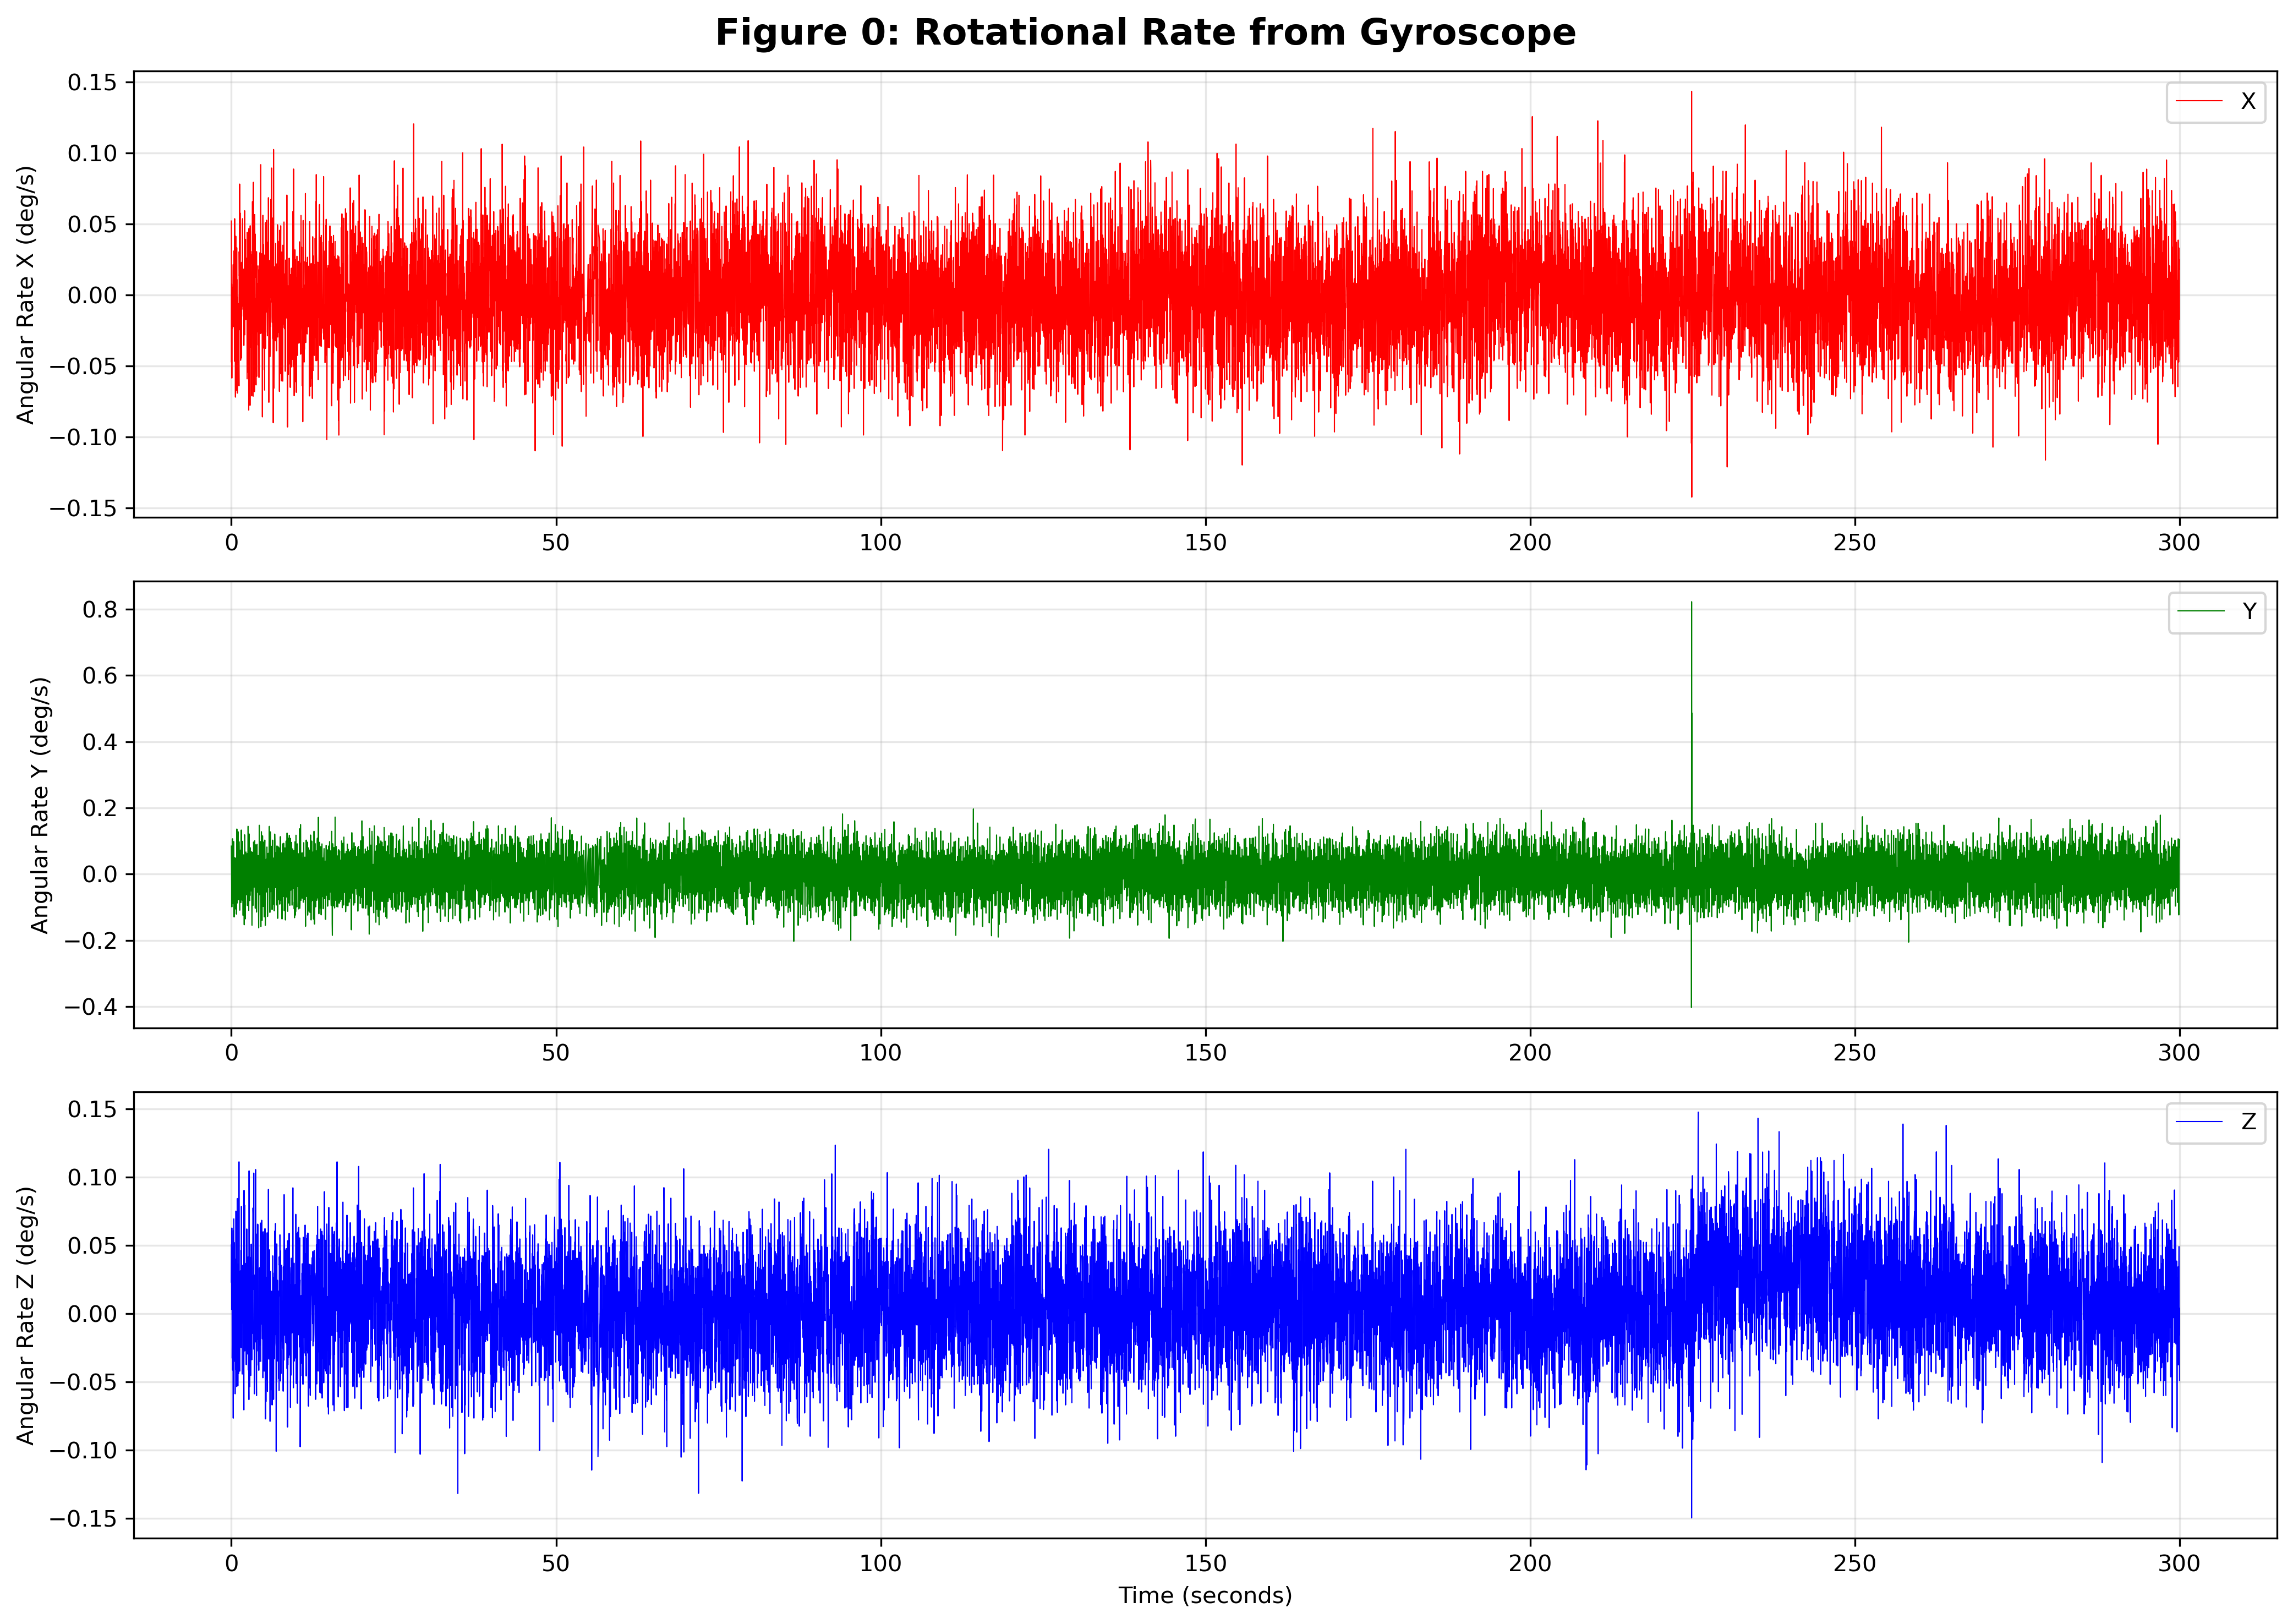 Figure 0: Rotational Rate from Gyroscope
Angular Rate X (deg/s)
0.15
0.10
0.05
0.00
−0.05
−0.10
−0.15
X
0 50 100 150 200 250 300
Angular Rate Y (deg/s)
0.8
0.6
0.4
0.2
0.0
−0.2
−0.4
Y
0 50 100 150 200 250 300
Angular Rate Z (deg/s)
0.15
0.10
0.05
0.00
−0.05
−0.10
−0.15
Z
0 50 100 150 200 250 300
Time (seconds)